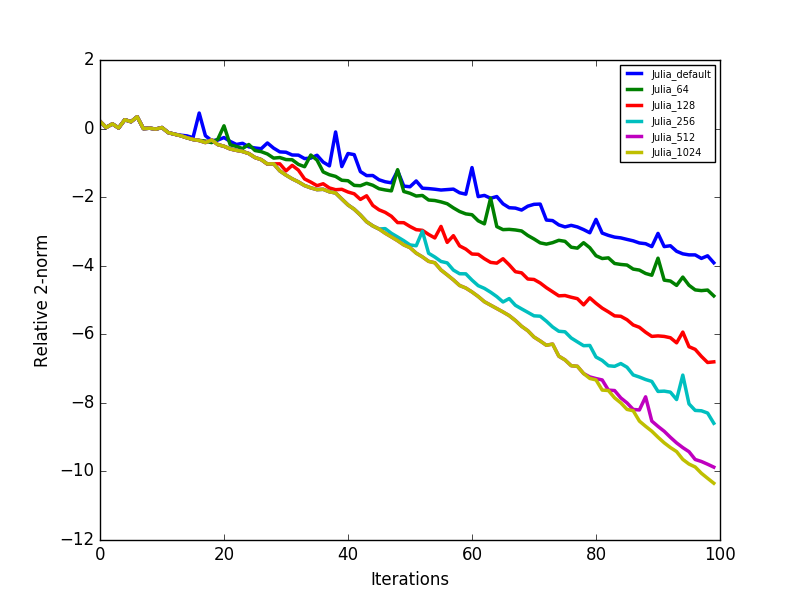 2
0
−2
−4
−6
−8
−10
−12
0 20 40 60 80 100
Iterations
Relative 2-norm
Julia_default
Julia_64
Julia_128
Julia_256
Julia_512
Julia_1024